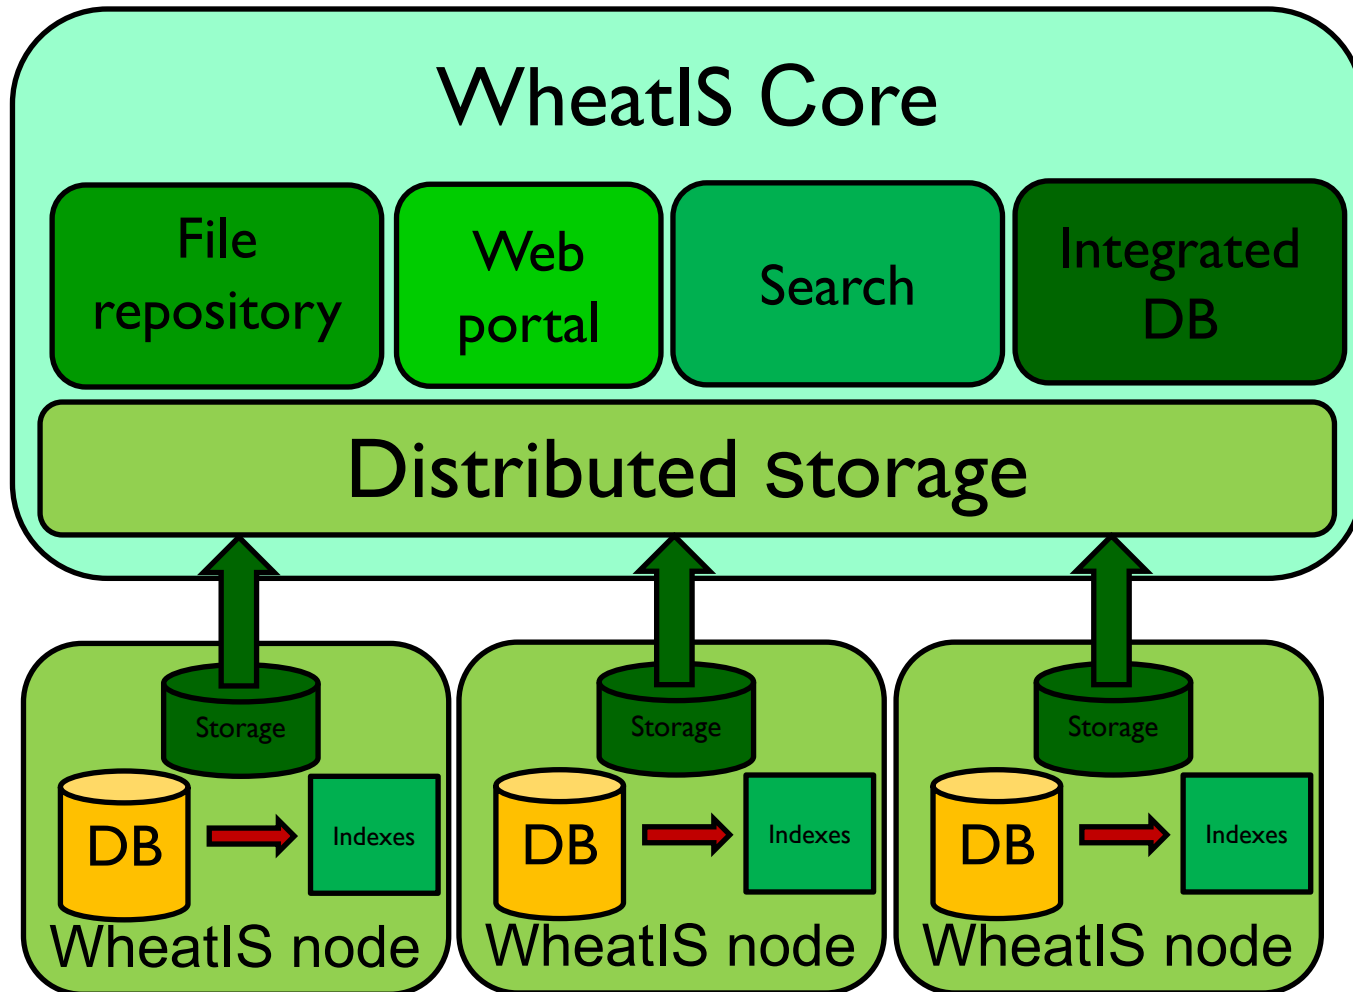 WheatIS Core
File
repository
Web
portal
Search
Integrated
DB
Distributed storage
Storage
DB
Indexes
WheatIS node
Storage
DB
Indexes
WheatIS node
Storage
DB
Indexes
WheatIS node